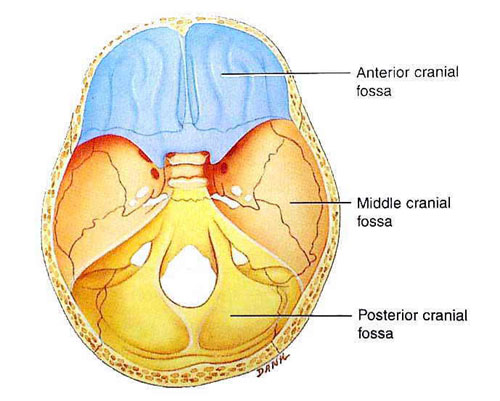 Anterior cranial
fossa
Middle cranial
fossa
Posterior cranial
fossa
DANK